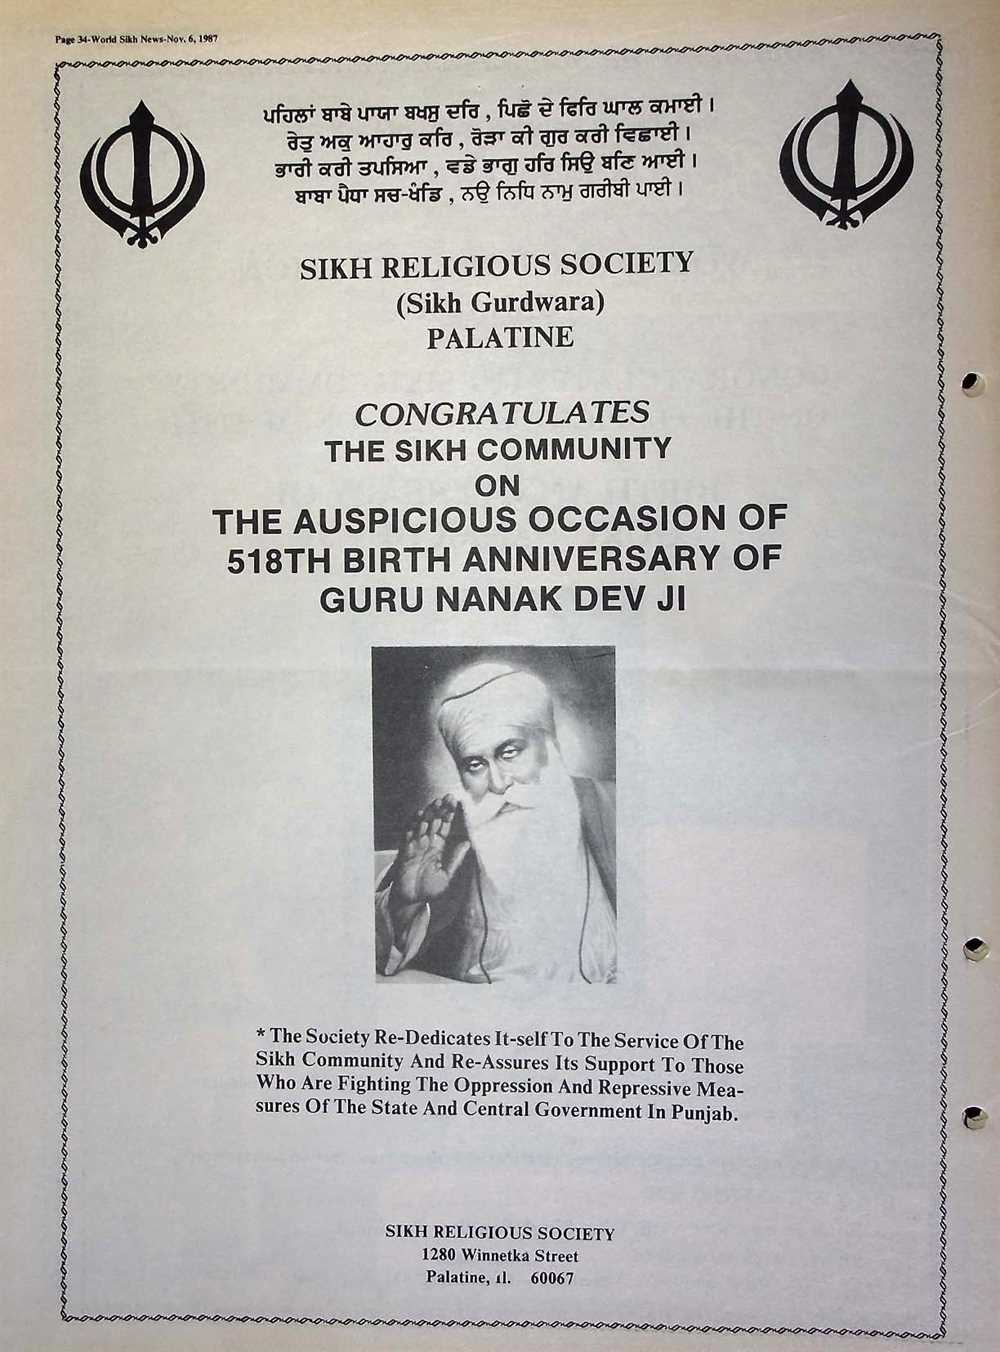 Page 34-World Sikh News-Nov. 6, 1987
ਪਹਿਲਾਂ ਬਾਬੇ ਪਾਯਾ ਬਖਸੁ ਦਰਿ , ਪਿਛੋ ਦੇ ਫਿਰਿ ਘਾਲ ਕਮਾਈ ।
ਰੇਤੁ ਅਕੁ ਆਹਾਰੁ ਕਰਿ , ਰੋੜਾ ਕੀ ਗੁਰ ਕਰੀ ਵਿਛਾਈ ।
ਭਾਰੀ ਕਰੀ ਤਪਸਿਆ , ਵਡੇ ਭਾਗੁ ਹਰਿ ਸਿਉ ਬਣਿ ਆਈ ।
ਬਾਬਾ ਪੈਧਾ ਸਚ-ਖੰਡਿ , ਨਉ ਨਿਧਿ ਨਾਮੁ ਗਰੀਬੀ ਪਾਈ ।
SIKH RELIGIOUS SOCIETY
(Sikh Gurdwara)
PALATINE
CONGRATULATES
THE SIKH COMMUNITY
ON
THE AUSPICIOUS OCCASION OF
518TH BIRTH ANNIVERSARY OF
GURU NANAK DEV JI
* The Society Re-Dedicates It-self To The Service Of The
Sikh Community And Re-Assures Its Support To Those
Who Are Fighting The Oppression And Repressive Mea-
sures Of The State And Central Government In Punjab.
SIKH RELIGIOUS SOCIETY
1280 Winnetka Street
Palatine, Il. 60067